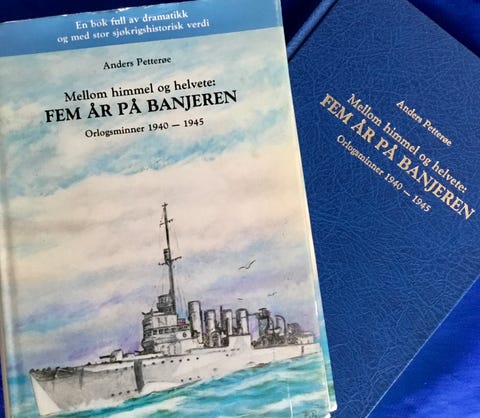 En bok full av dramatikk
og med stor sjøkrigshistorisk verdi
Anders Petterøe
Mellom himmel og helvete:
FEM ÅR PÅ BANJEREN
Orlogsminner 1940 — 1945
Anders Petterøe
Mellom himmel og helvete:
FEM ÅR PÅ BANJEREN
Orlogsminner 1940 — 1945